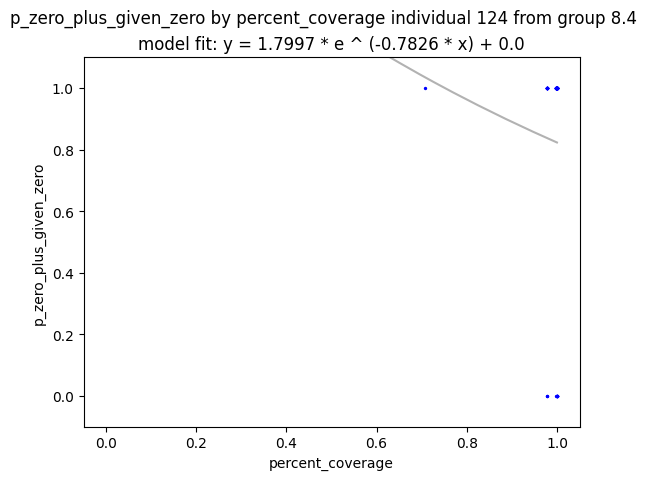 p_zero_plus_given_zero by percent_coverage individual 124 from group 8.4
model fit: y = 1.7997 * e ^ (-0.7826 * x) + 0.0
1.0
0.8
0.6
0.4
0.2
0.0
p_zero_plus_given_zero
0.0 0.2 0.4 0.6 0.8 1.0
percent_coverage